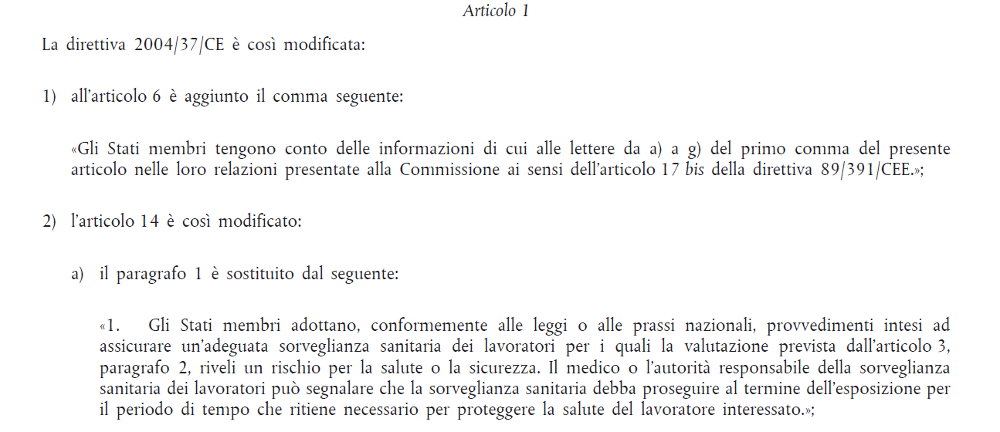 Articolo 1
La direttiva 2004/37/CE è così modificata:
1) all'articolo 6 è aggiunto il comma seguente:
«Gli Stati membri tengono conto delle informazioni di cui alle lettere da a) a g) del primo comma del presente
articolo nelle loro relazioni presentate alla Commissione ai sensi dell'articolo 17 bis della direttiva 89/391/CEE.»;
2) l'articolo 14 è così modificato:
a) il paragrafo 1 è sostituito dal seguente:
«1. Gli Stati membri adottano, conformemente alle leggi o alle prassi nazionali, provvedimenti intesi ad
assicurare un'adeguata sorveglianza sanitaria dei lavoratori per i quali la valutazione prevista dall'articolo 3,
paragrafo 2, riveli un rischio per la salute o la sicurezza. Il medico o l'autorità responsabile della sorveglianza
sanitaria dei lavoratori può segnalare che la sorveglianza sanitaria debba proseguire al termine dell'esposizione per
il periodo di tempo che ritiene necessario per proteggere la salute del lavoratore interessato.»;